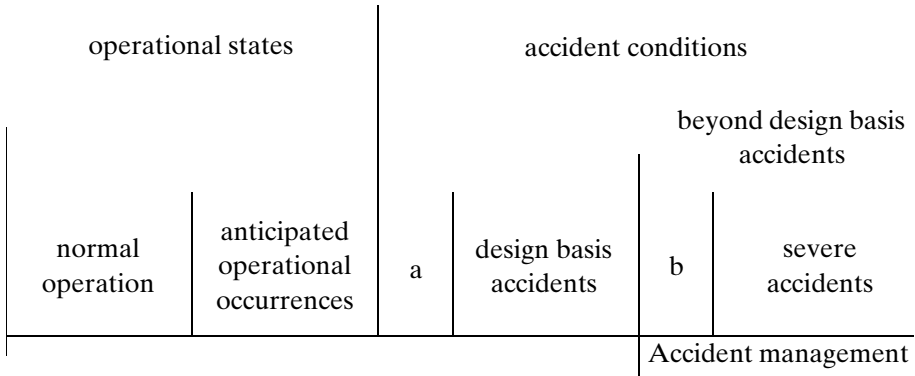 operational states
accident conditions
beyond design basis
accidents
normal
operation
anticipated
operational
occurrences
a
design basis
accidents
b
severe
accidents
Accident management